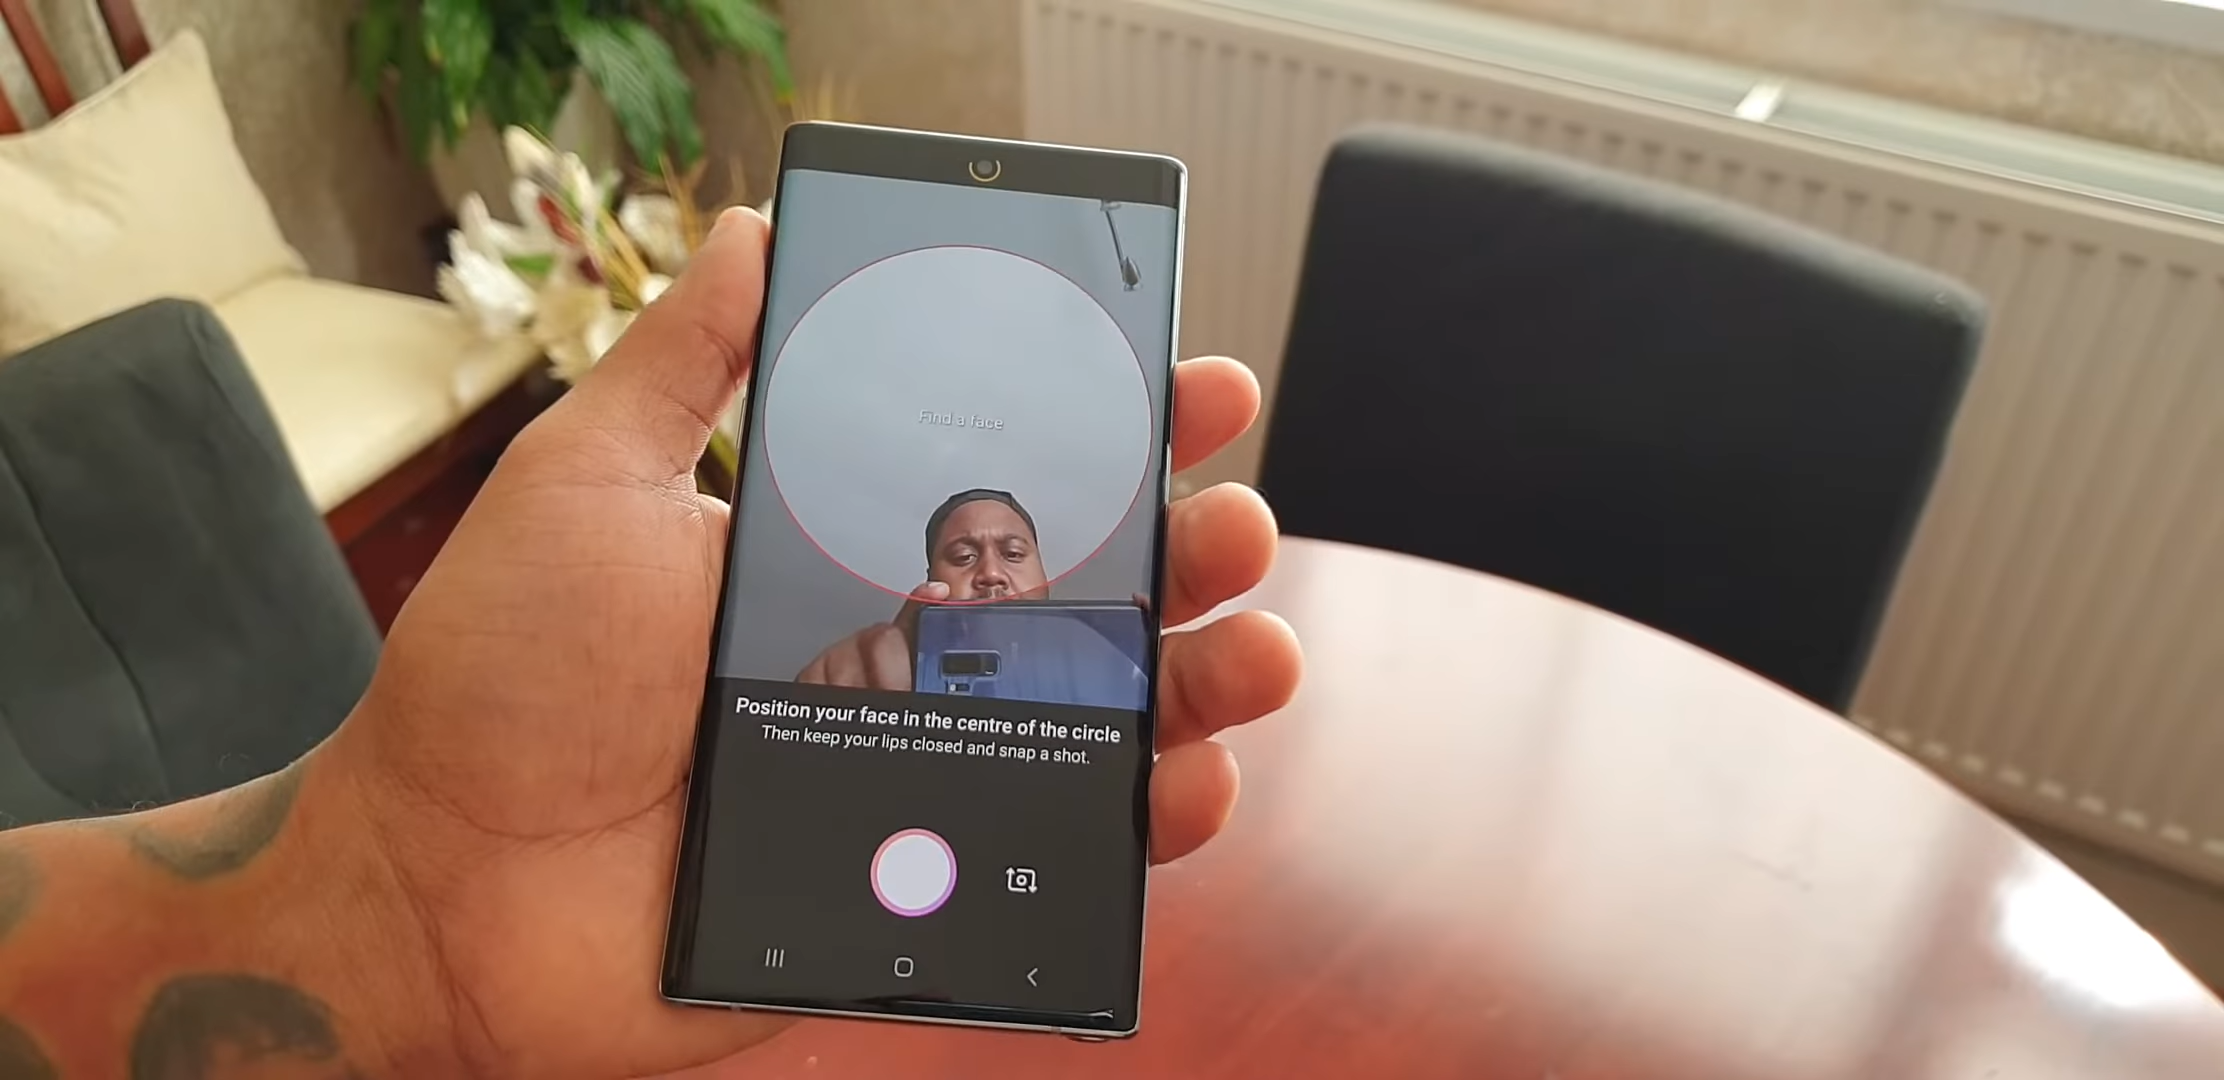 Find a face
Position your face in the centre of the circle
Then keep your lips closed and snap a shot.